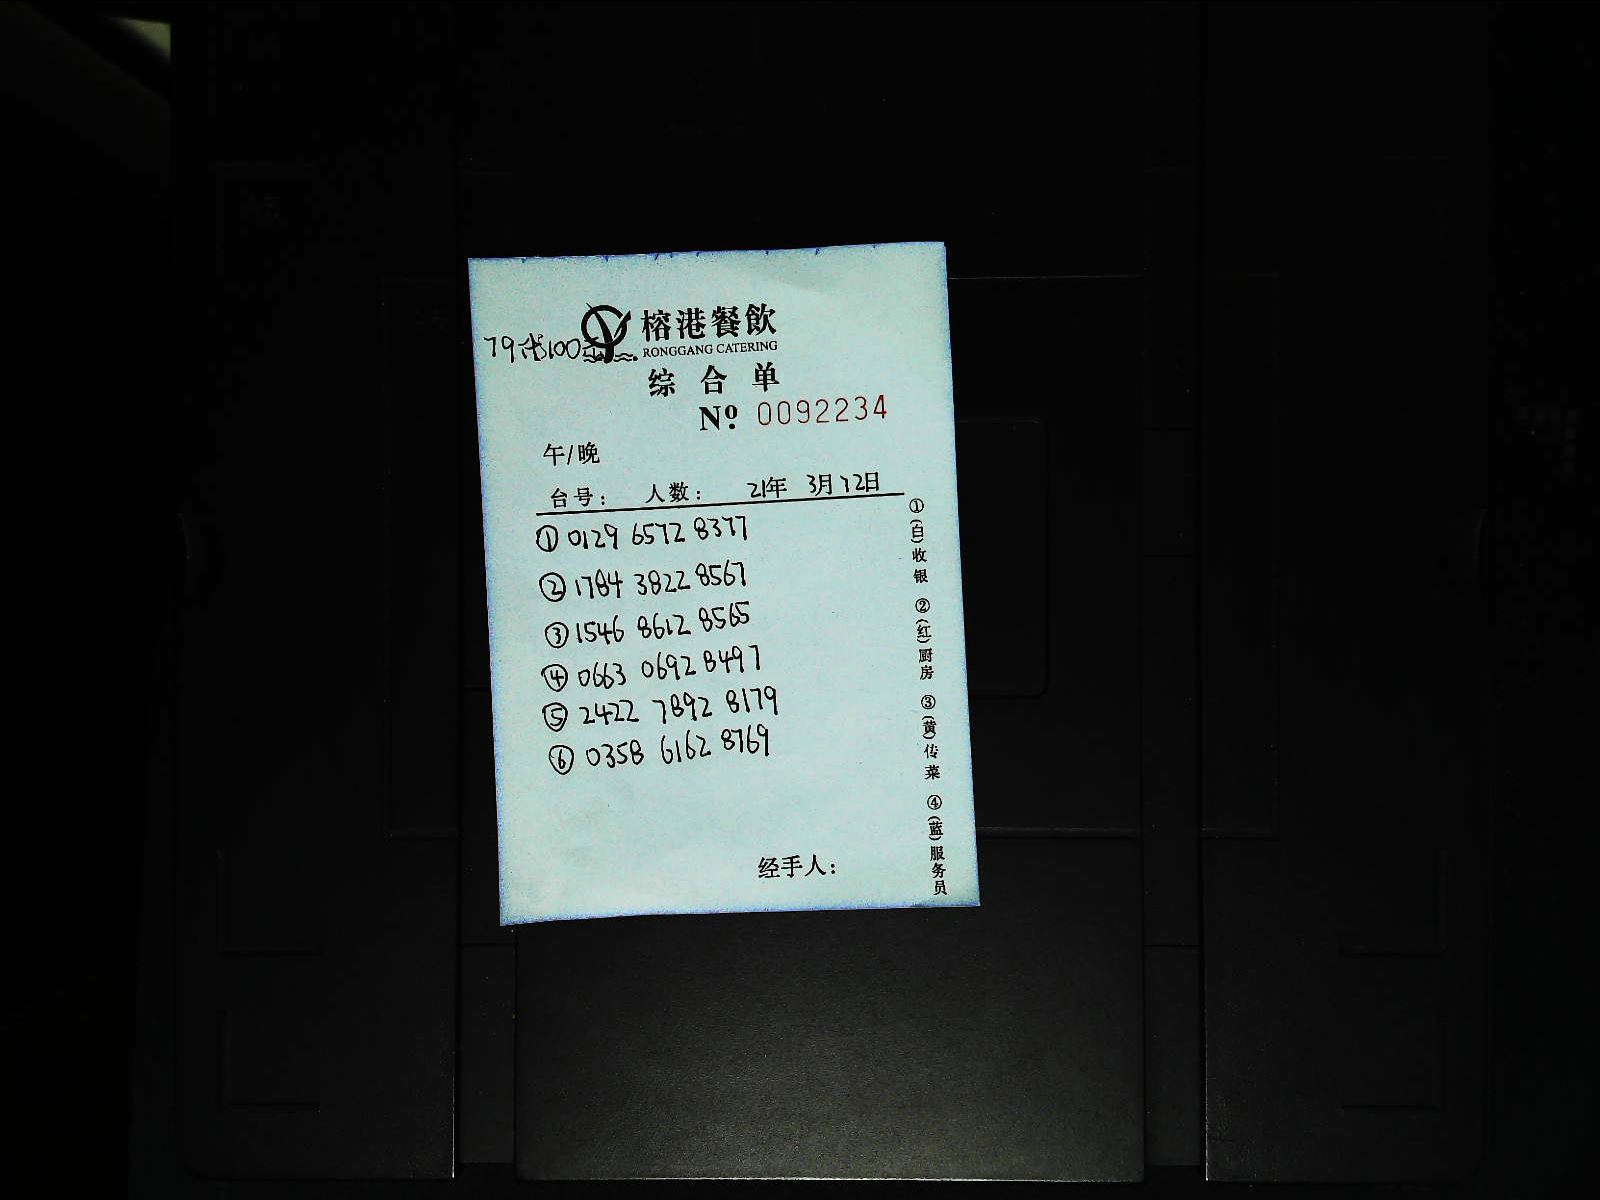 榕港餐飲
RONGGANG CATERING
79代100
综合单
Nº. 0092234
午/晚
台号： 人数： 21年 3月12日
①0129 6572 8377
②1784 3822 8567
③1546 8612 8565
④0663 0692 8497
⑤2422 7892 8179
⑥0358 6162 8769
经手人：
①(白)收银 ②(红)厨房 ③(黄)传菜 ④(蓝)服务员